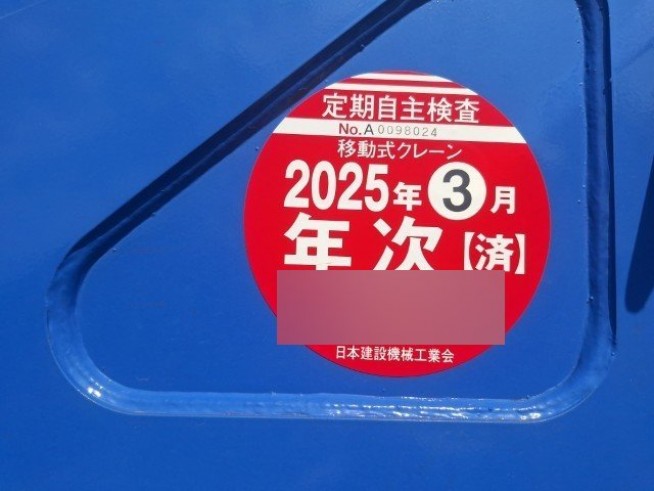 定期自主検査
No.A 0098024
移動式クレーン
2025年③月
年次【済】
日本建設機械工業会